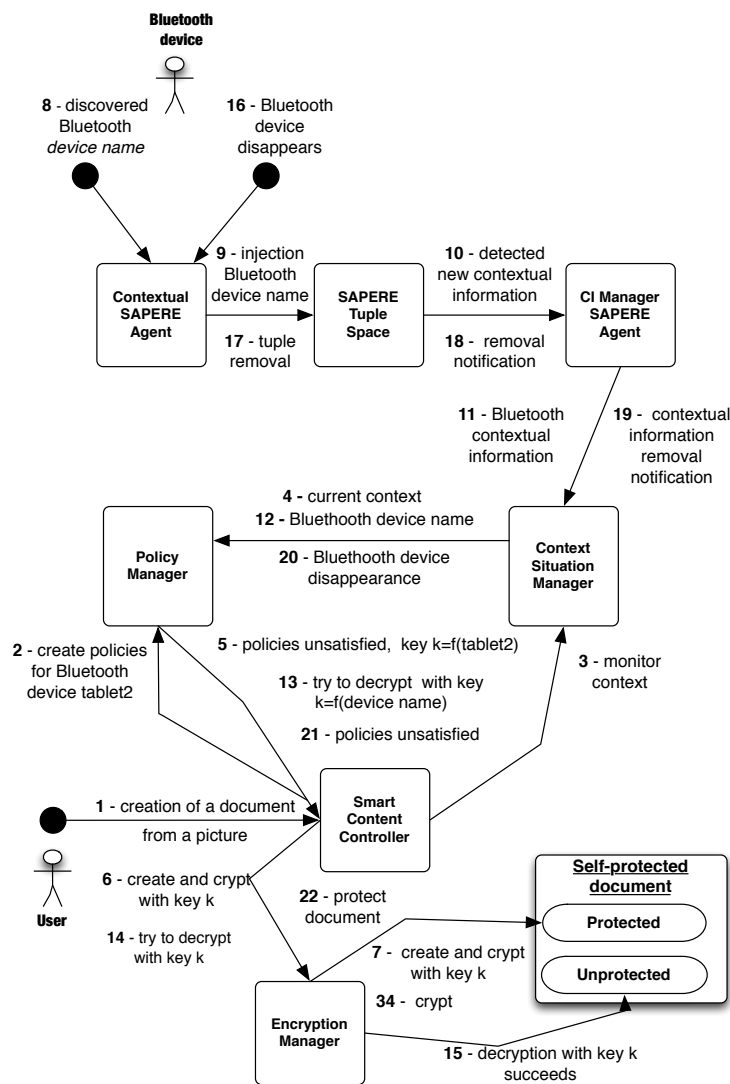 Bluetooth
device
8 - discovered
Bluetooth
device name
16 - Bluetooth
device
disappears
Contextual
SAPERE
Agent
9 - injection
Bluetooth
device name
17 - tuple
removal
SAPERE
Tuple
Space
10 - detected
new contextual
information
18 - removal
notification
CI Manager
SAPERE
Agent
11 - Bluetooth
contextual
information
19 - contextual
information
removal
notification
4 - current context
12 - Bluethooth device name
20 - Bluethooth device
disappearance
Policy
Manager
Context
Situation
Manager
2 - create policies
for Bluetooth
device tablet2
5 - policies unsatisfied, key k=f(tablet2)
13 - try to decrypt with key
k=f(device name)
21 - policies unsatisfied
3 - monitor
context
1 - creation of a document
from a picture
Smart
Content
Controller
User
6 - create and crypt
with key k
14 - try to decrypt
with key k
22 - protect
document
Self-protected
document
Protected
Unprotected
7 - create and crypt
with key k
34 - crypt
Encryption
Manager
15 - decryption with key k
succeeds